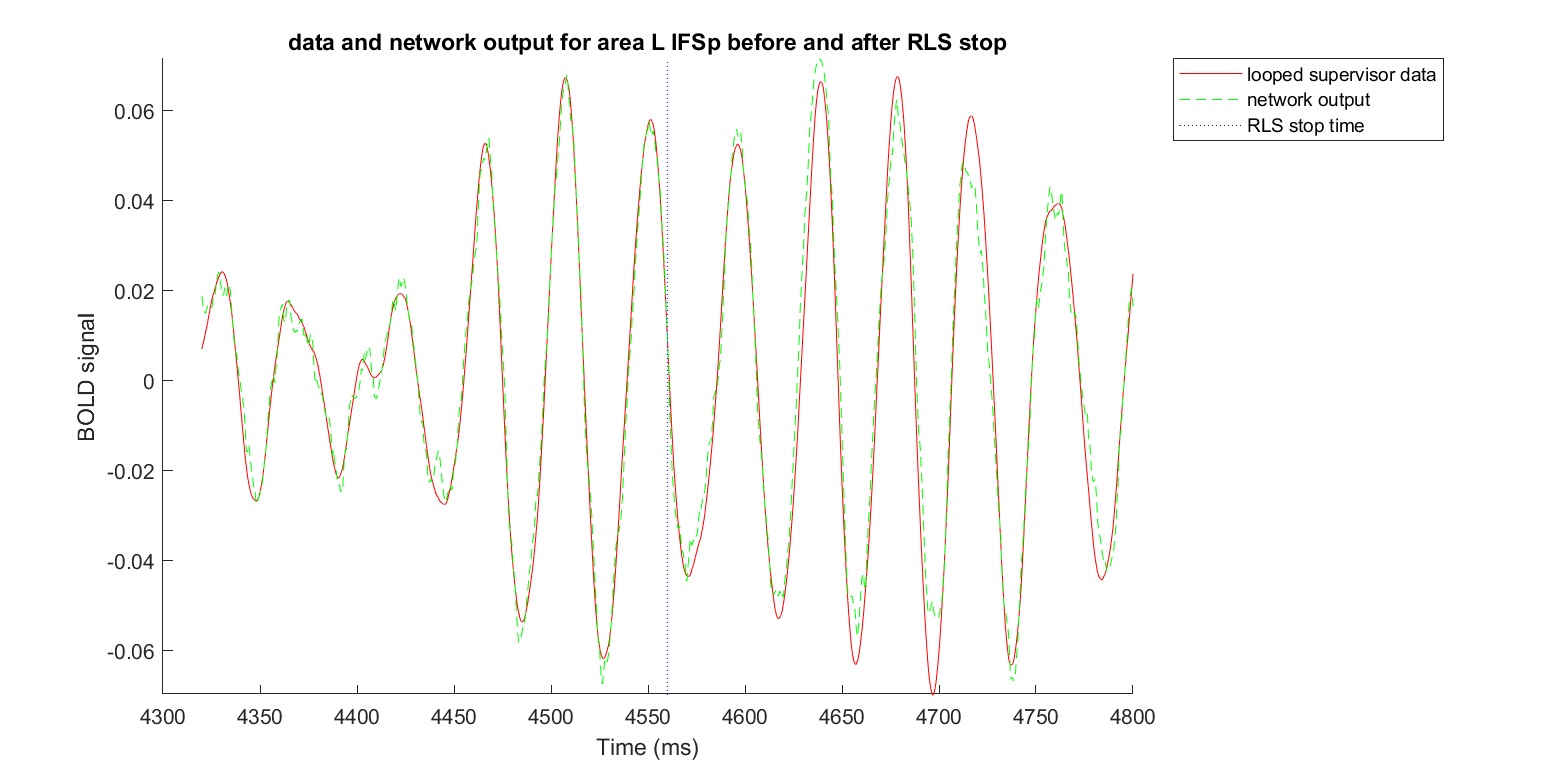 data and network output for area L IFSp before and after RLS stop
looped supervisor data
network output
RLS stop time
0.06
0.04
0.02
0
-0.02
-0.04
-0.06
BOLD signal
4300 4350 4400 4450 4500 4550 4600 4650 4700 4750 4800
Time (ms)